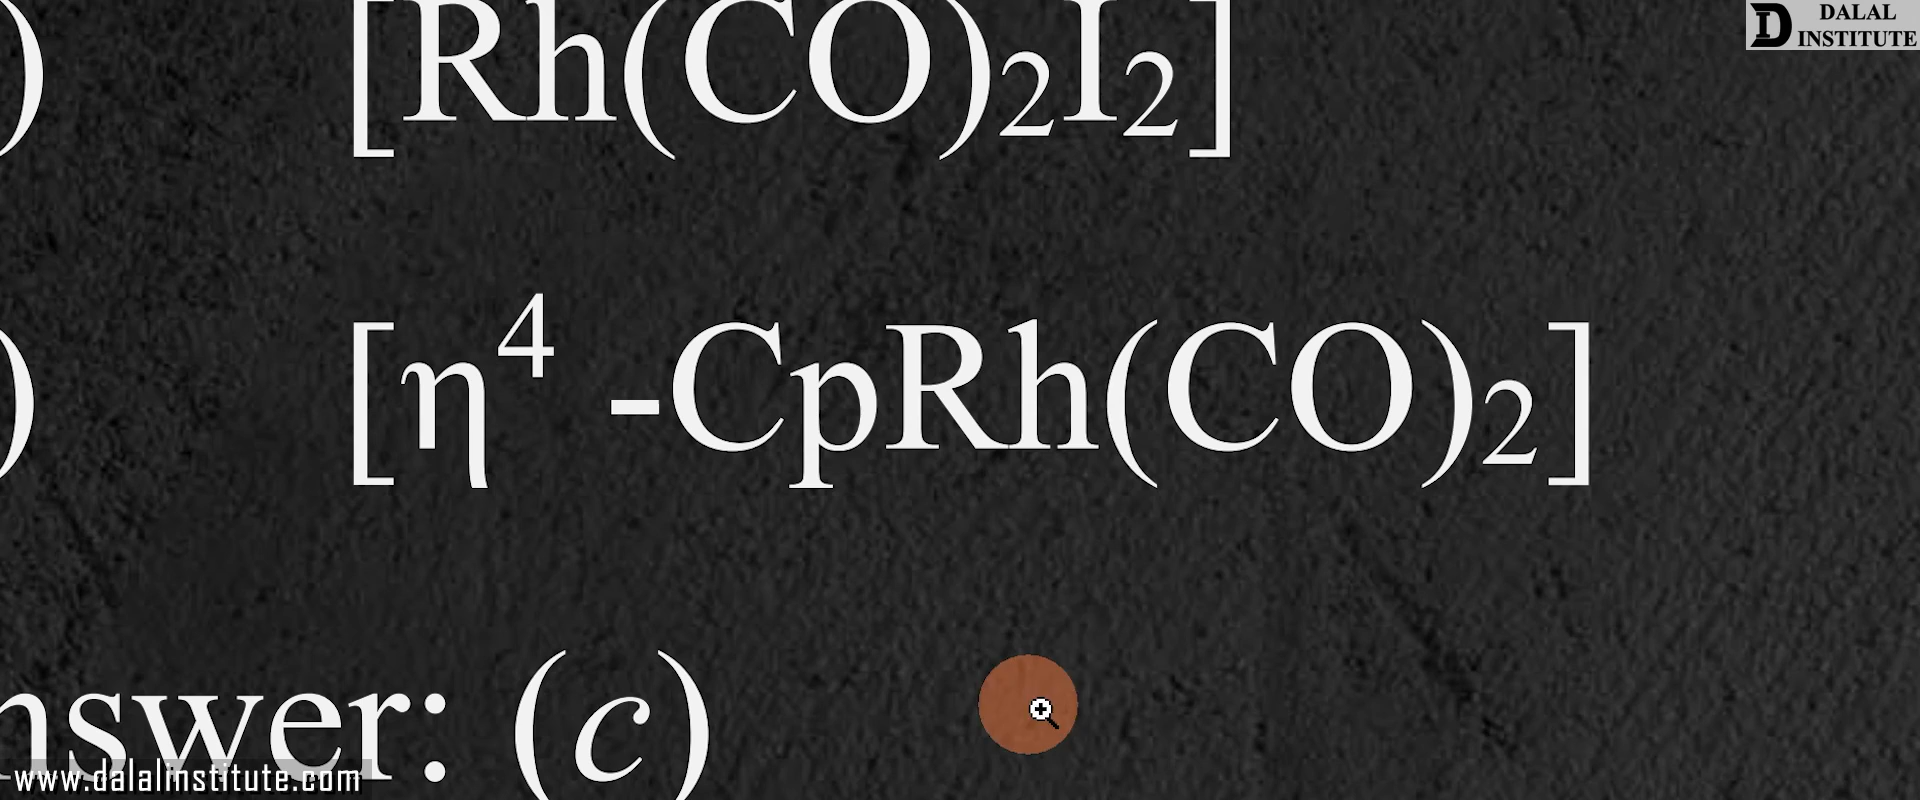 DALAL
INSTITUTE
) [Rh(CO)₂I₂]
) [η⁴ -CpRh(CO)₂]
nswer: (c)
www.dalalinstitute.com